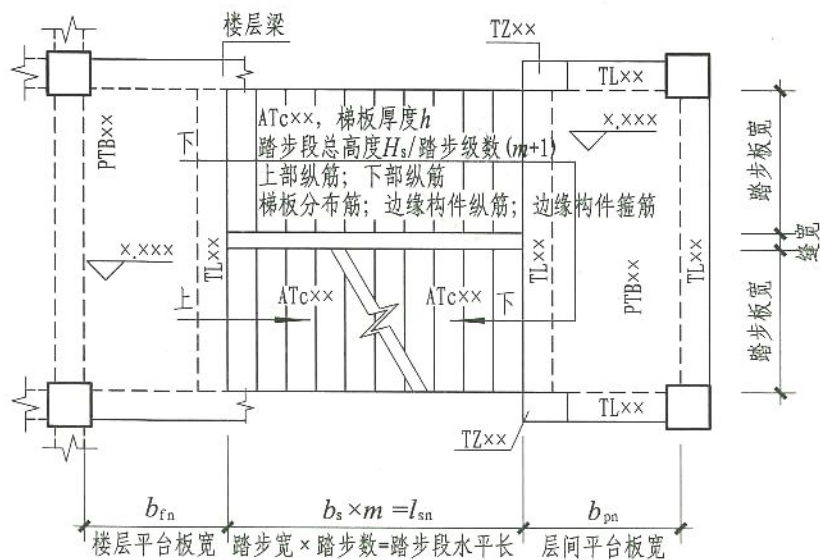 楼层梁
TZ××
TL××
ATc××，梯板厚度h
踏步段总高度Hs/踏步级数(m+1)
上部纵筋；下部纵筋
梯板分布筋；边缘构件纵筋；边缘构件箍筋
PTB××
下
x.xxx
踏步板宽
缝宽
x.xxx
TL××
TL××
TL××
上
ATc××
ATc××
下
PTB××
踏步板宽
TL××
TZ××
bfn
bs×m=lsn
bpn
楼层平台板宽
踏步宽×踏步数=踏步段水平长
层间平台板宽